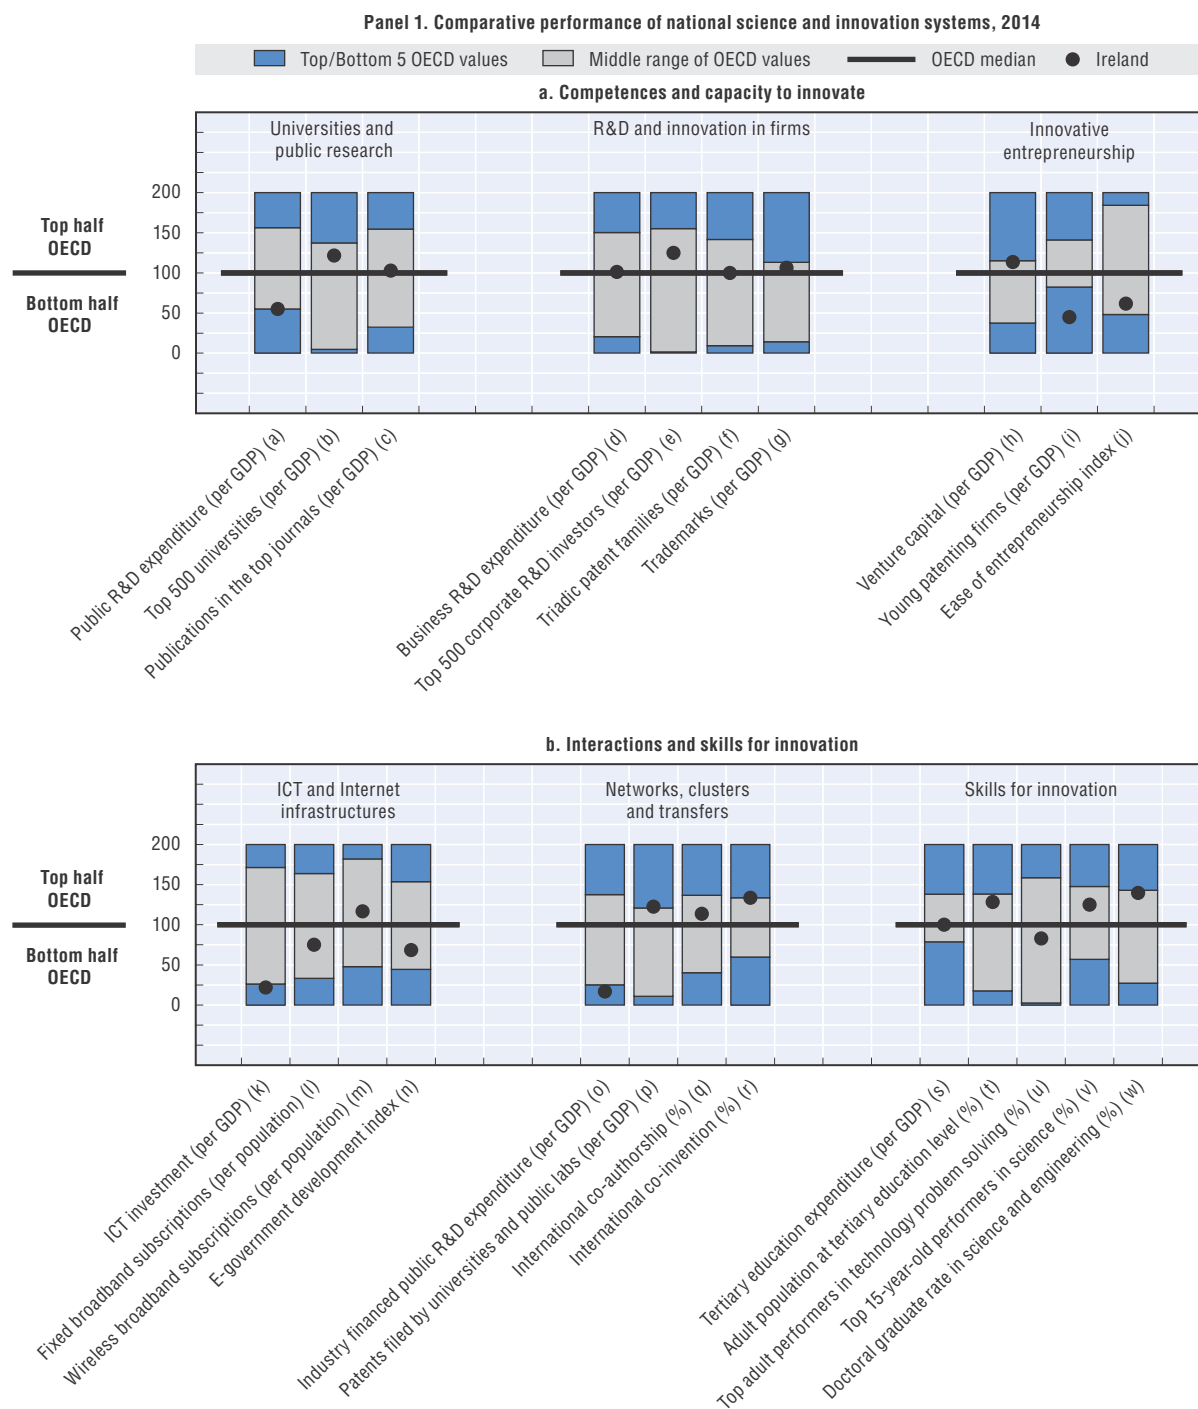 Panel 1. Comparative performance of national science and innovation systems, 2014
Top/Bottom 5 OECD values
Middle range of OECD values
OECD median
Ireland
a. Competences and capacity to innovate
Universities and
public research
R&D and innovation in firms
Innovative
entrepreneurship
200
150
100
50
0
Top half
OECD
Bottom half
OECD
Public R&D expenditure (per GDP) (a)
Top 500 universities (per GDP) (b)
Publications in the top journals (per GDP) (c)
Business R&D expenditure (per GDP) (d)
Top 500 corporate R&D investors (per GDP) (e)
Triadic patent families (per GDP) (f)
Trademarks (per GDP) (g)
Venture capital (per GDP) (h)
Young patenting firms (per GDP) (i)
Ease of entrepreneurship index (j)
b. Interactions and skills for innovation
ICT and Internet
infrastructures
Networks, clusters
and transfers
Skills for innovation
200
150
100
50
0
Top half
OECD
Bottom half
OECD
ICT investment (per GDP) (k)
Fixed broadband subscriptions (per population) (l)
Wireless broadband subscriptions (per population) (m)
E-government development index (n)
Industry financed public R&D expenditure (per GDP) (o)
Patents filed by universities and public labs (per GDP) (p)
International co-authorship (%) (q)
International co-invention (%) (r)
Tertiary education expenditure (per GDP) (s)
Adult population at tertiary education level (%) (t)
Top adult performers in technology problem solving (%) (u)
Top 15-year-old performers in science (%) (v)
Doctoral graduate rate in science and engineering (%) (w)